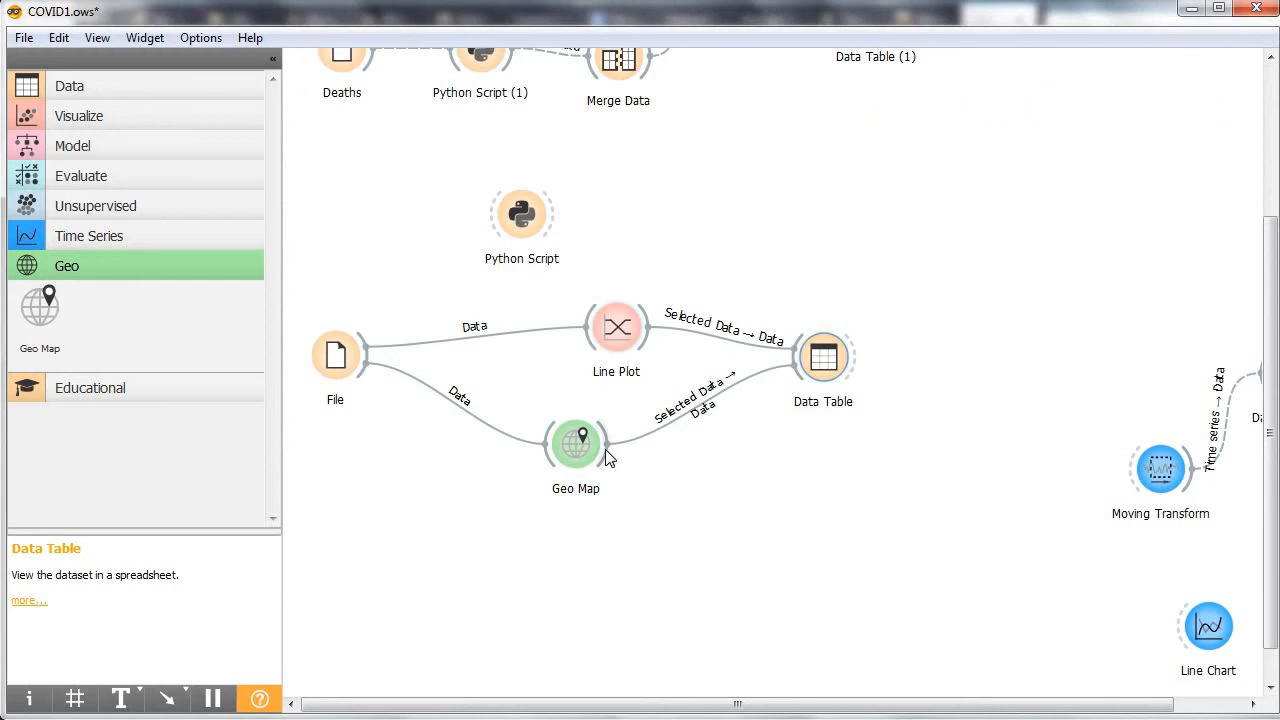 COVID1.ows*
File Edit View Widget Options Help
«
Data
Visualize
Model
Evaluate
Unsupervised
Time Series
Geo
Geo Map
Educational
Data Table
View the dataset in a spreadsheet.
more...
Data Table (1)
Deaths
Python Script (1)
Merge Data
Python Script
Data
Selected Data → Data
Line Plot
File
Data Table
Data
Selected Data →
Data
Geo Map
Time series → Data
Moving Transform
Line Chart